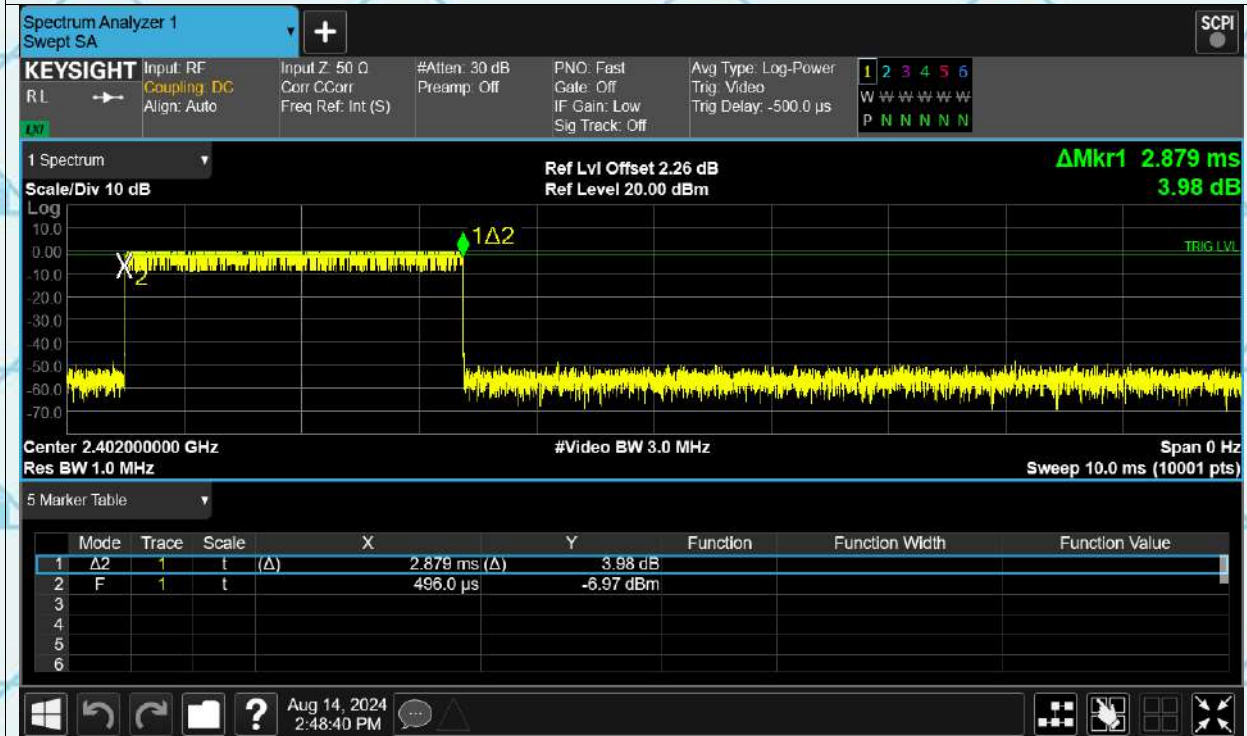 Spectrum Analyzer 1
Swept SA
+
SCPI
KEYSIGHT Input: RF Input Z: 50 Ω #Atten: 30 dB PNO: Fast Avg Type: Log-Power 1 2 3 4 5 6
RL Coupling: DC Corr CCorr Preamp: Off Gate: Off Trig: Video W W W W W W
Align: Auto Freq Ref: Int (S) IF Gain: Low Trig Delay: -500.0 µs P N N N N N
LXI Sig Track: Off
1 Spectrum Ref Lvl Offset 2.26 dB ΔMkr1 2.879 ms
Scale/Div 10 dB Ref Level 20.00 dBm 3.98 dB
Log
10.0 1Δ2
0.00 TRIG LVL
-10.0 2
-20.0
-30.0
-40.0
-50.0
-60.0
-70.0
Center 2.402000000 GHz #Video BW 3.0 MHz Span 0 Hz
Res BW 1.0 MHz Sweep 10.0 ms (10001 pts)
5 Marker Table
Mode Trace Scale X Y Function Function Width Function Value
1 Δ2 1 t (Δ) 2.879 ms (Δ) 3.98 dB
2 F 1 t 496.0 µs -6.97 dBm
3
4
5
6
? Aug 14, 2024
2:48:40 PM